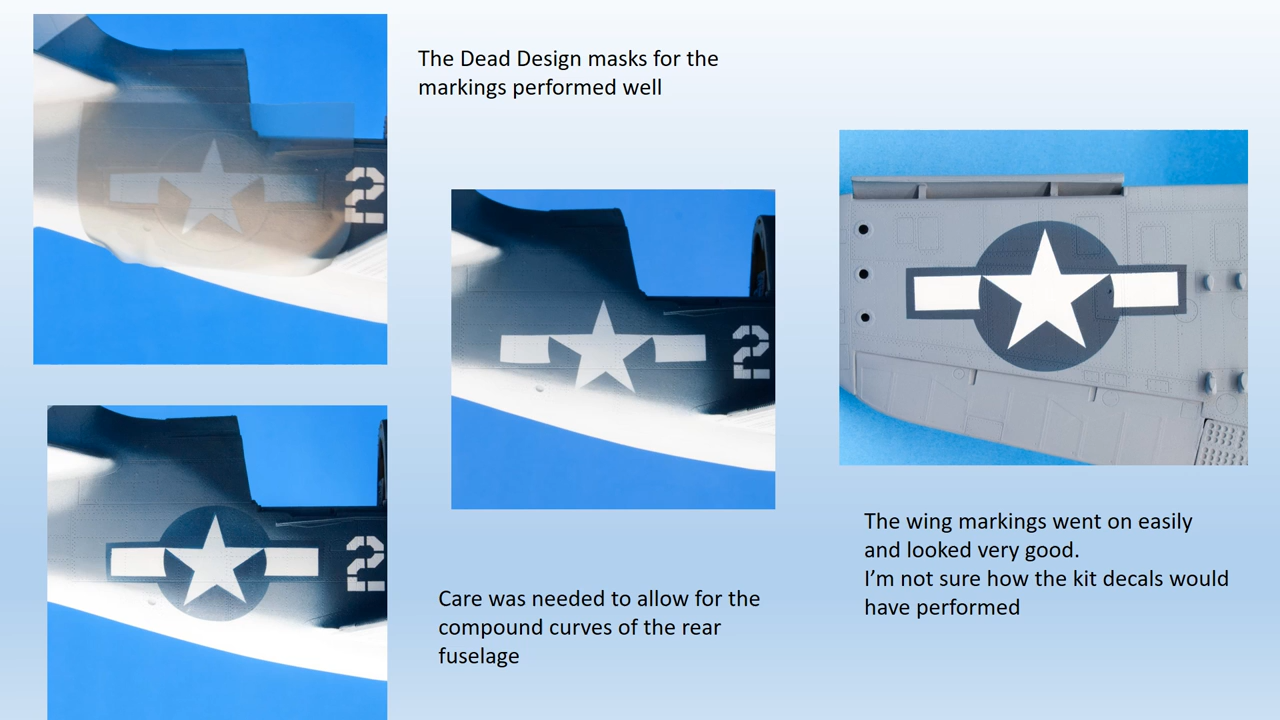 The Dead Design masks for the
markings performed well
2
2
2
Care was needed to allow for the
compound curves of the rear
fuselage
The wing markings went on easily
and looked very good.
I’m not sure how the kit decals would
have performed